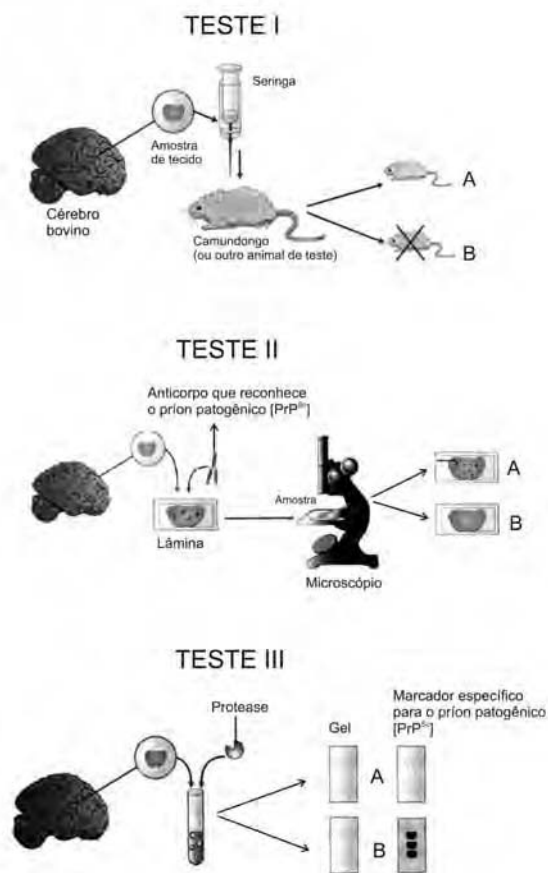 TESTE I
Seringa
Amostra
de tecido
Cérebro
bovino
Camundongo
(ou outro animal de teste)
A
B
TESTE II
Anticorpo que reconhece
o príon patogênico [PrPSc]
Amostra
A
B
Lâmina
Microscópio
TESTE III
Protease
Marcador específico
para o príon patogênico
[PrPSc]
Gel
A
B